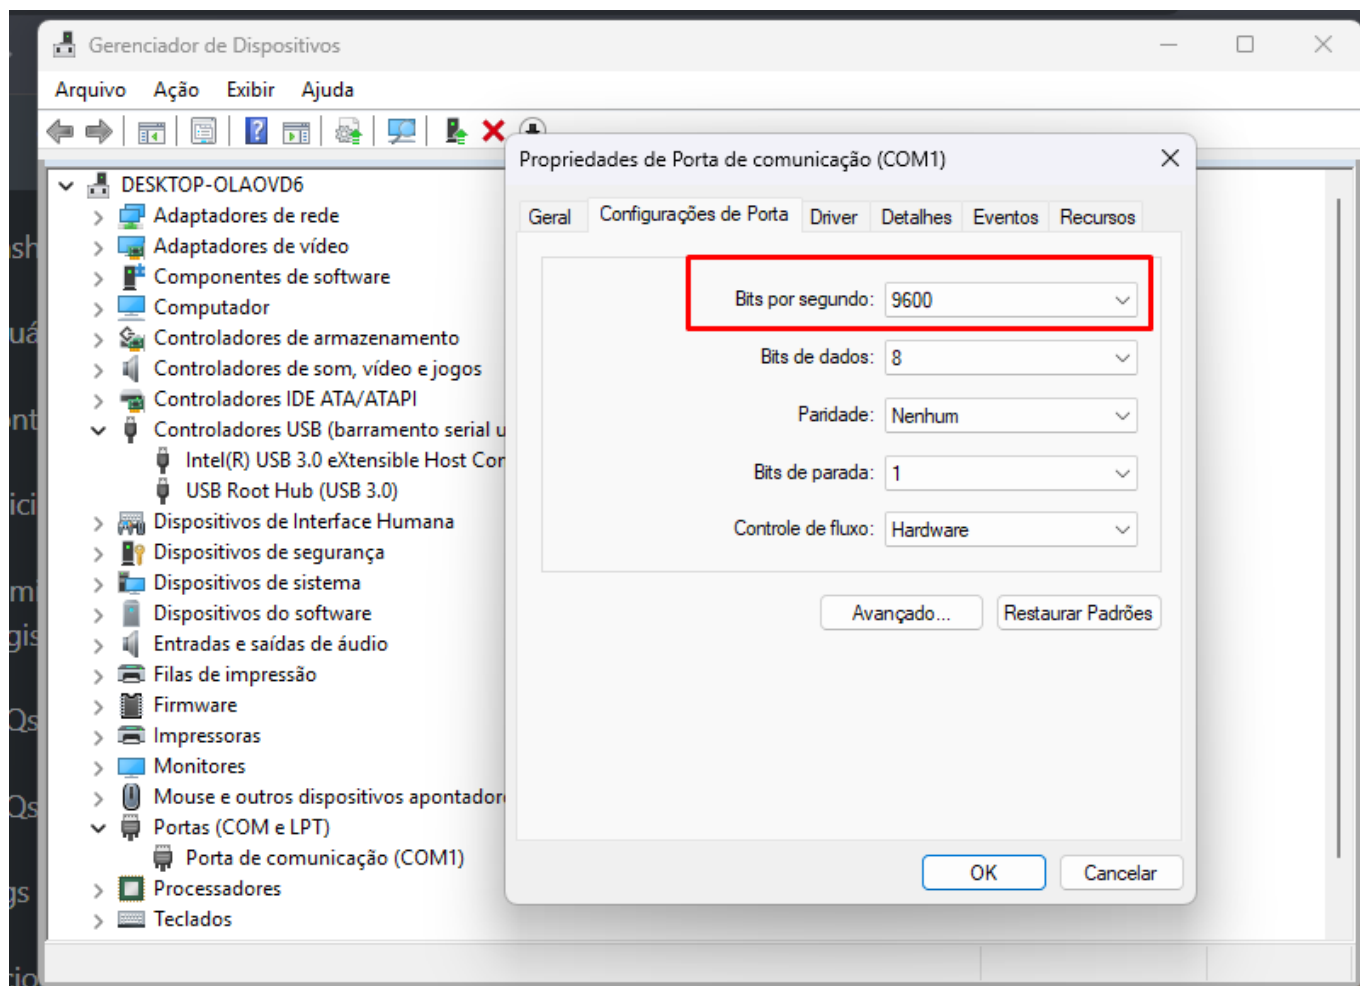 Gerenciador de Dispositivos
Arquivo Ação Exibir Ajuda
DESKTOP-OLAOVD6
Adaptadores de rede
Adaptadores de vídeo
Componentes de software
Computador
Controladores de armazenamento
Controladores de som, vídeo e jogos
Controladores IDE ATA/ATAPI
Controladores USB (barramento serial u
Intel(R) USB 3.0 eXtensible Host Cor
USB Root Hub (USB 3.0)
Dispositivos de Interface Humana
Dispositivos de segurança
Dispositivos de sistema
Dispositivos do software
Entradas e saídas de áudio
Filas de impressão
Firmware
Impressoras
Monitores
Mouse e outros dispositivos apontador
Portas (COM e LPT)
Porta de comunicação (COM1)
Processadores
Teclados
Propriedades de Porta de comunicação (COM1)
Geral Configurações de Porta Driver Detalhes Eventos Recursos
Bits por segundo: 9600
Bits de dados: 8
Paridade: Nenhum
Bits de parada: 1
Controle de fluxo: Hardware
Avançado... Restaurar Padrões
OK Cancelar